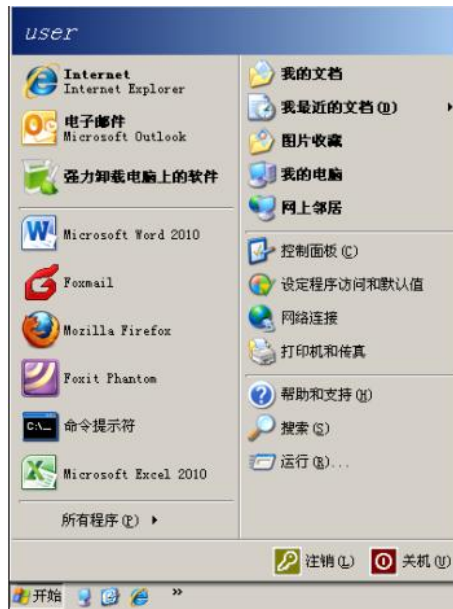 user
Internet
Internet Explorer
电子邮件
Microsoft Outlook
强力卸载电脑上的软件
Microsoft Word 2010
Foxmail
Mozilla Firefox
Foxit Phantom
C:\_
命令提示符
Microsoft Excel 2010
所有程序(P)
我的文档
我最近的文档(D)
图片收藏
我的电脑
网上邻居
控制面板(C)
设定程序访问和默认值
网络连接
打印机和传真
帮助和支持(H)
搜索(S)
运行(R)...
注销(L)
关机(U)
开始
»